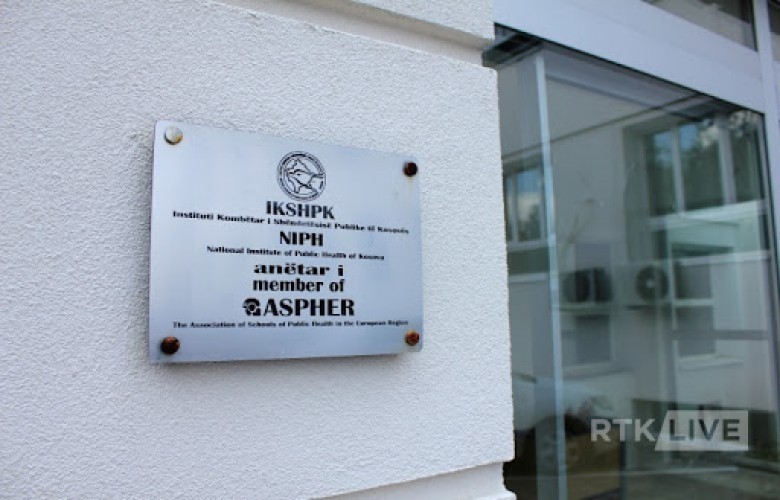 IKSHPK
Instituti Kombëtar i Shëndetësisë Publike të Kosovës
NIPH
National Institute of Public Health of Kosova
anëtar i
member of
ASPHER
The Association of Schools of Public Health in the European Region
RTK LIVE